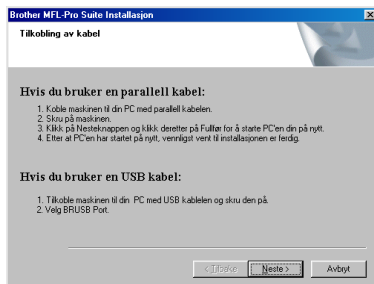 Brother MFL-Pro Suite Installasjon
Tilkobling av kabel
Hvis du bruker en parallell kabel:
1. Koble maskinen til din PC med parallell kabelen.
2. Skru på maskinen.
3. Klikk på Nesteknappen og klikk deretter på Fullfør for å starte PC'en din på nytt.
4. Etter at PC'en har startet på nytt, vennligst vent til installasjonen er ferdig.
Hvis du bruker en USB kabel:
1. Tilkoble maskinen til din PC med USB kablelen og skru den på.
2. Velg BRUSB Port.
< Tilbake
Neste >
Avbryt